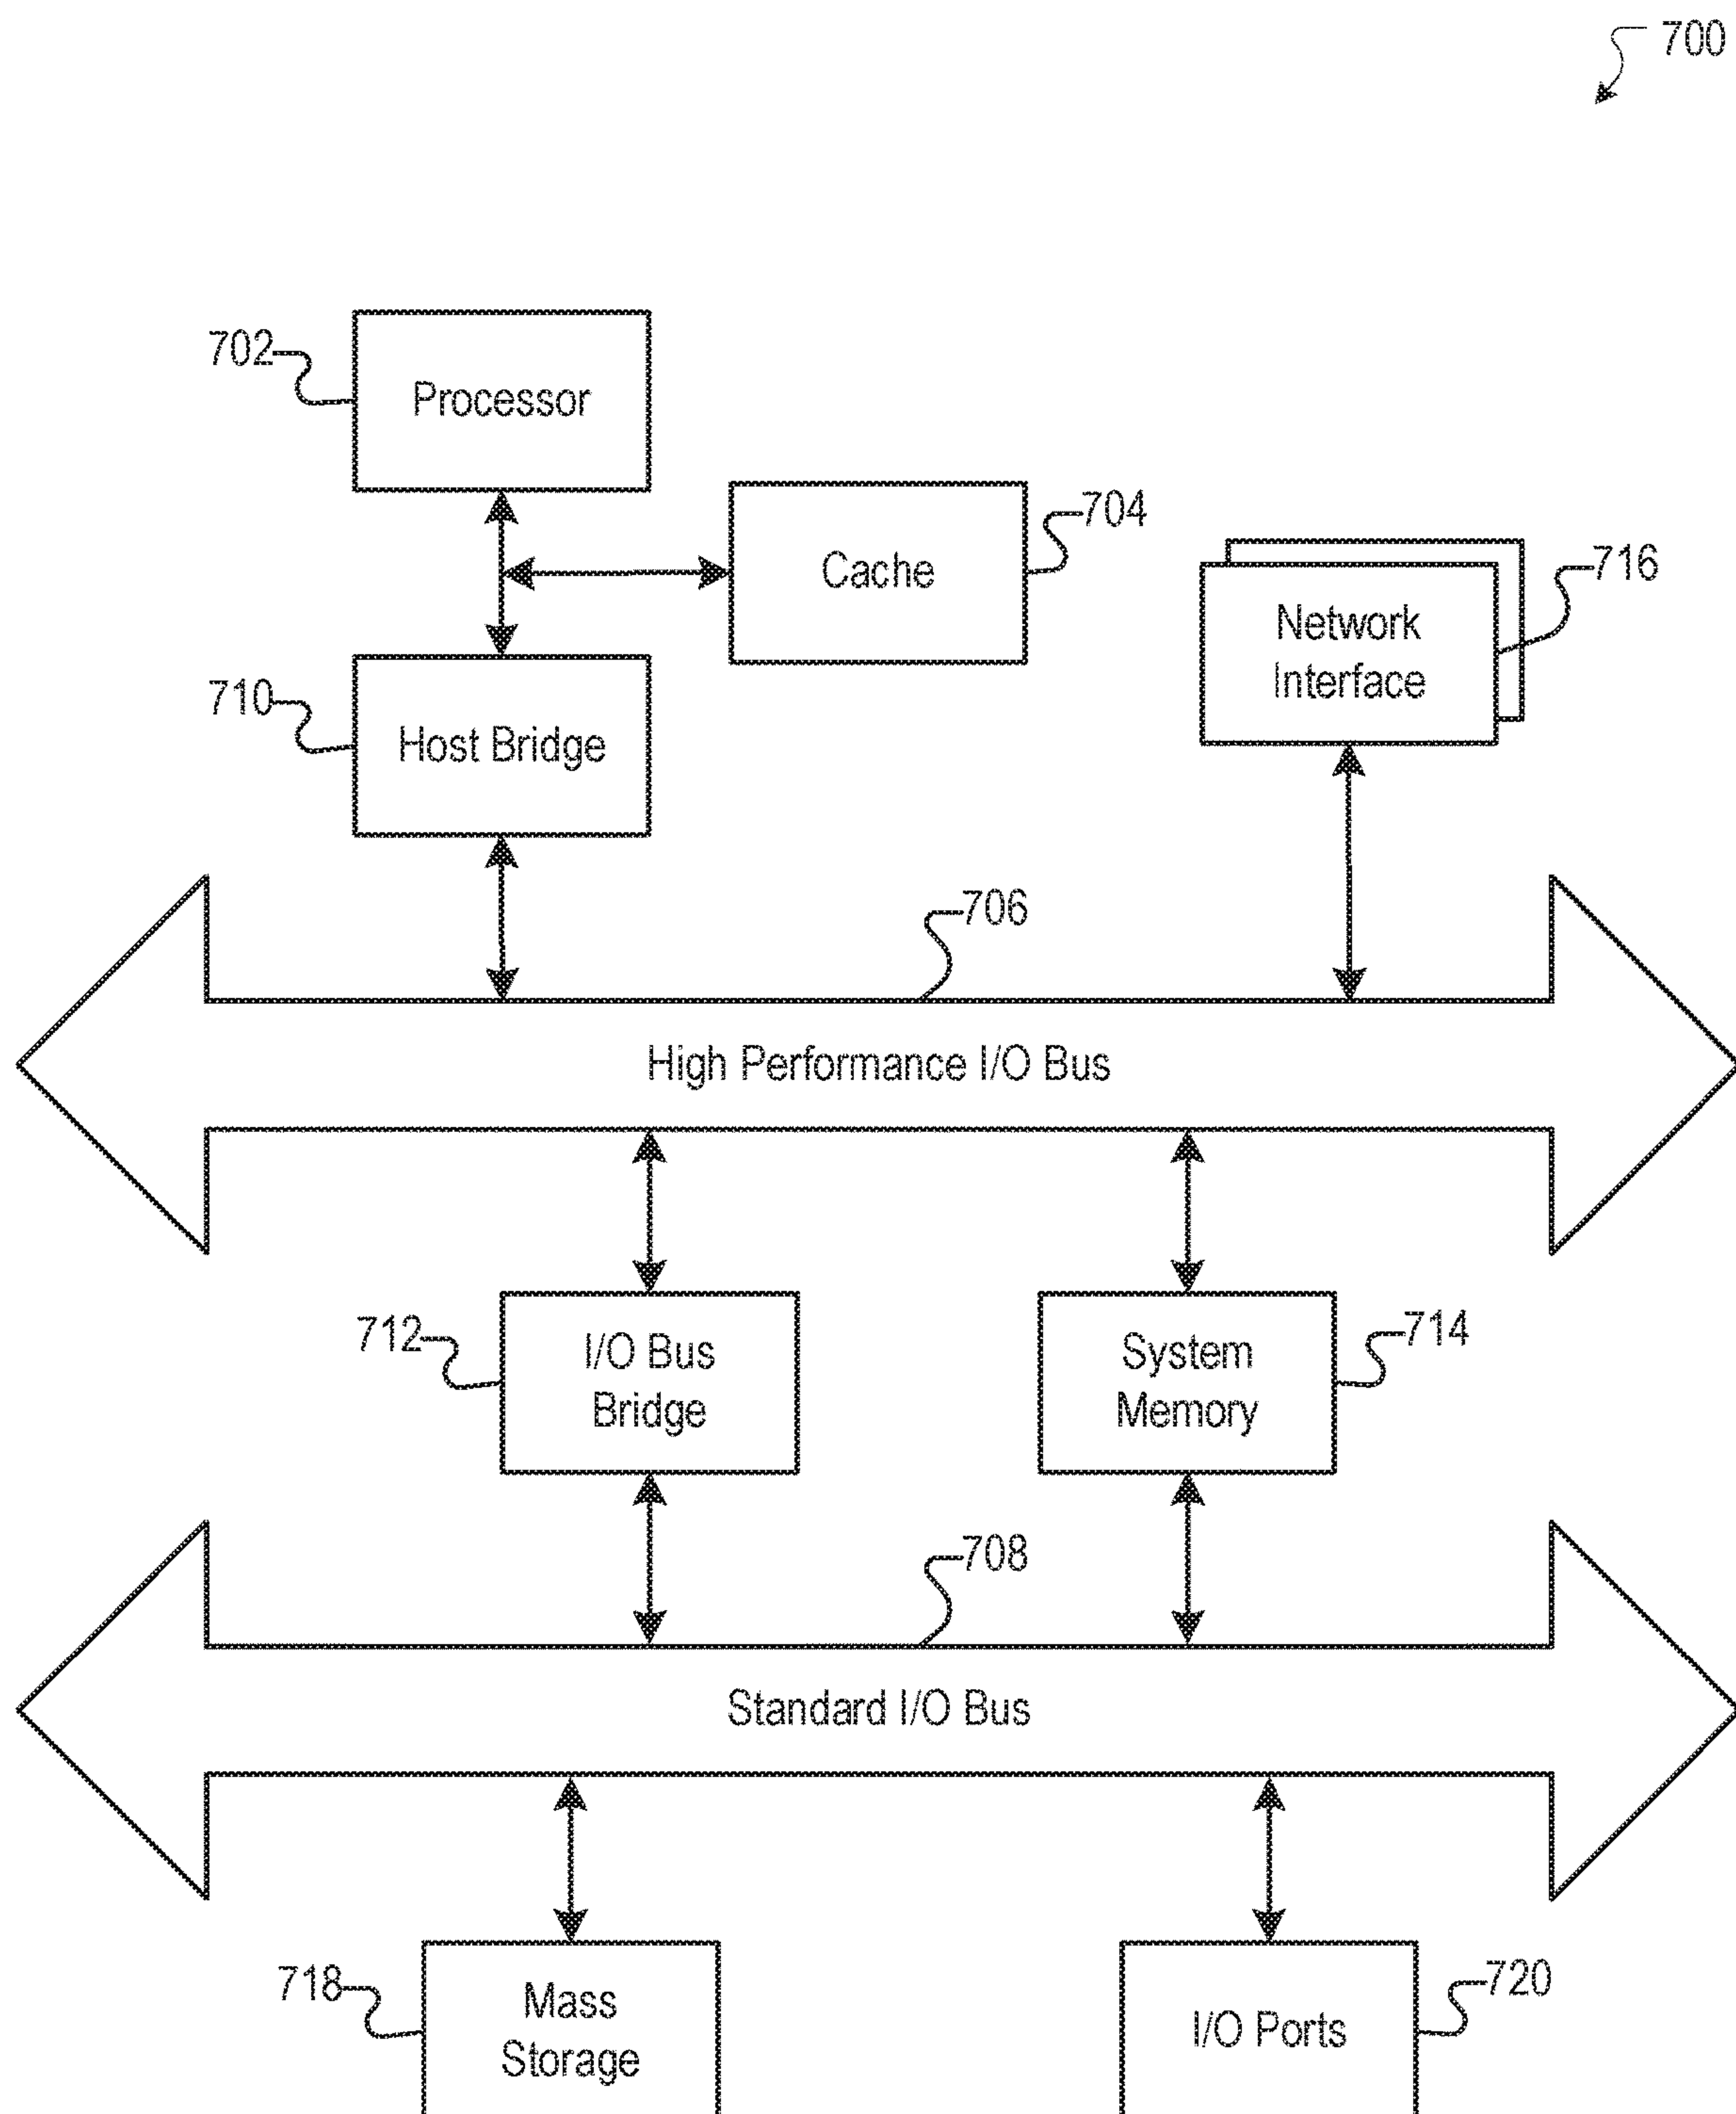 700
702
Processor
704
Cache
716
Network
Interface
710
Host Bridge
706
High Performance I/O Bus
712
I/O Bus
Bridge
System
Memory
714
708
Standard I/O Bus
718
Mass
Storage
I/O Ports
720